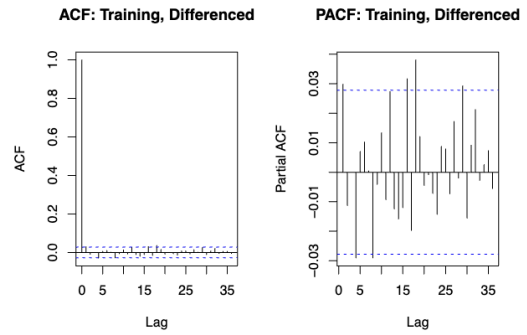 ACF: Training, Differenced
ACF
0.0 0.2 0.4 0.6 0.8 1.0
0 5 15 25 35
Lag
PACF: Training, Differenced
Partial ACF
−0.03 −0.01 0.01 0.03
0 5 15 25 35
Lag